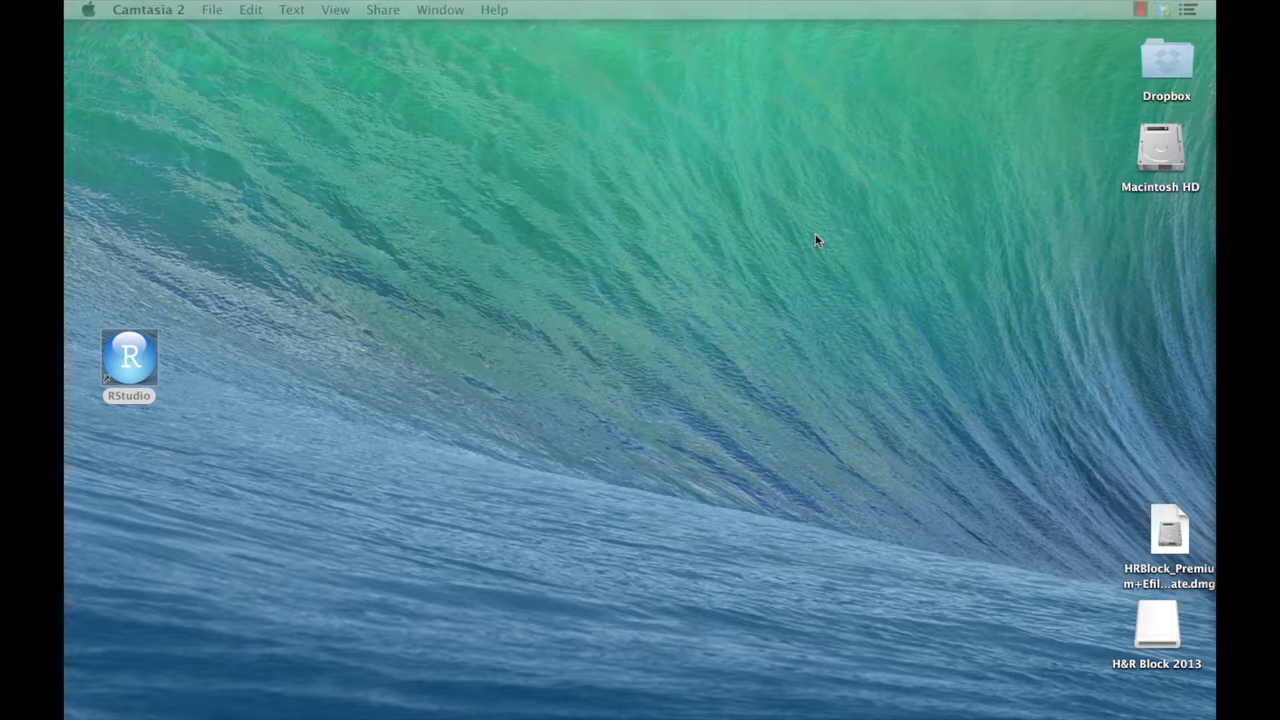 Camtasia 2 File Edit Text View Share Window Help
Dropbox
Macintosh HD
R
RStudio
HRBlock_Premiu
m+Efil...ate.dmg
H&R Block 2013